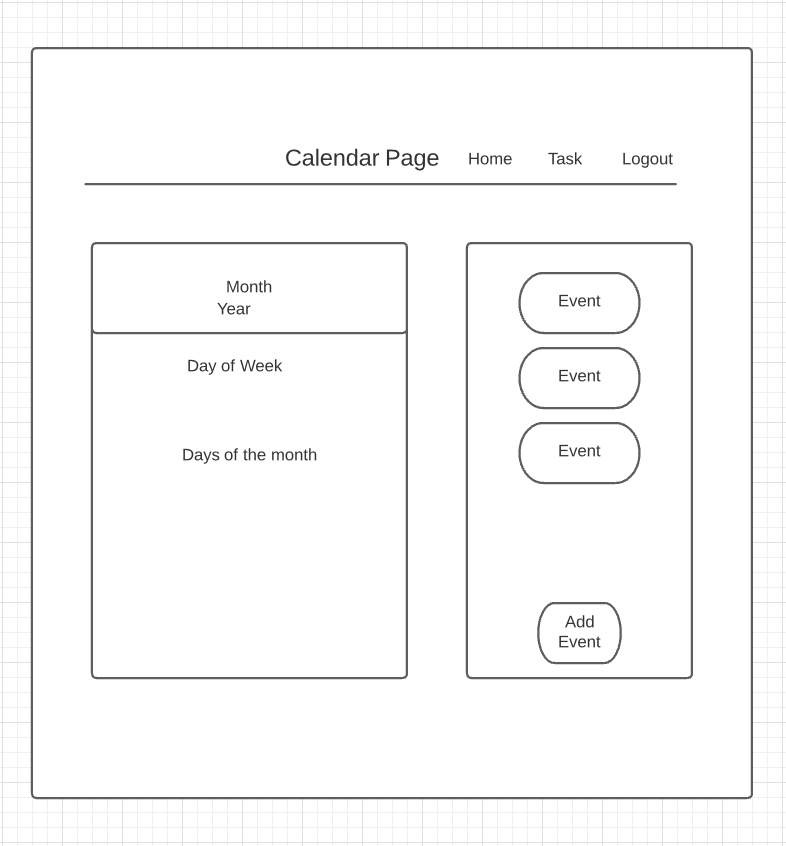 Calendar Page Home Task Logout
Month
Year
Day of Week
Days of the month
Event
Event
Event
Add
Event